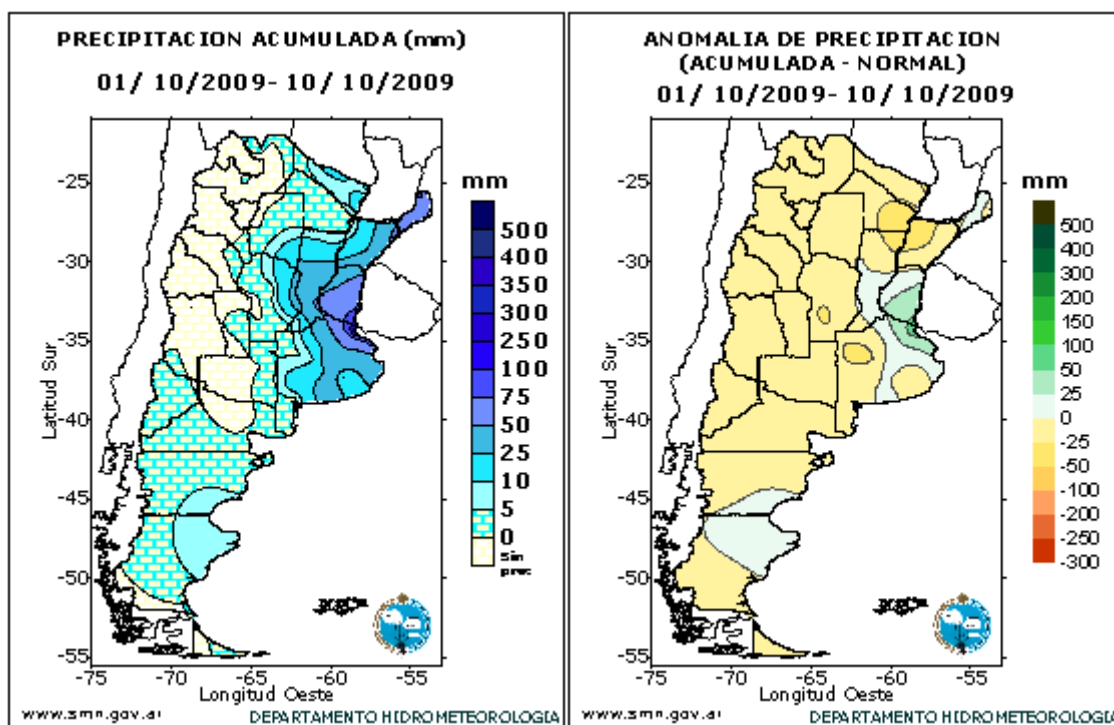 PRECIPITACION ACUMULADA (mm)
01/ 10/2009- 10/ 10/2009
mm
500
400
350
300
250
100
75
50
25
10
5
0
Sin
prec
-25
-30
-35
-40
-45
-50
-55
Latitud Sur
-75
-70
-65
-60
-55
Longitud Oeste
www.smn.gov.ar
DEPARTAMENTO HIDROMETEOROLOGIA
ANOMALIA DE PRECIPITACION
(ACUMULADA - NORMAL)
01/ 10/2009- 10/ 10/2009
mm
500
400
300
200
150
100
50
25
0
-25
-50
-100
-200
-300
-25
-30
-35
-40
-45
-50
-55
Latitud Sur
-75
-70
-65
-60
-55
Longitud Oeste
www.smn.gov.ar
DEPARTAMENTO HIDROMETEOROLOGIA